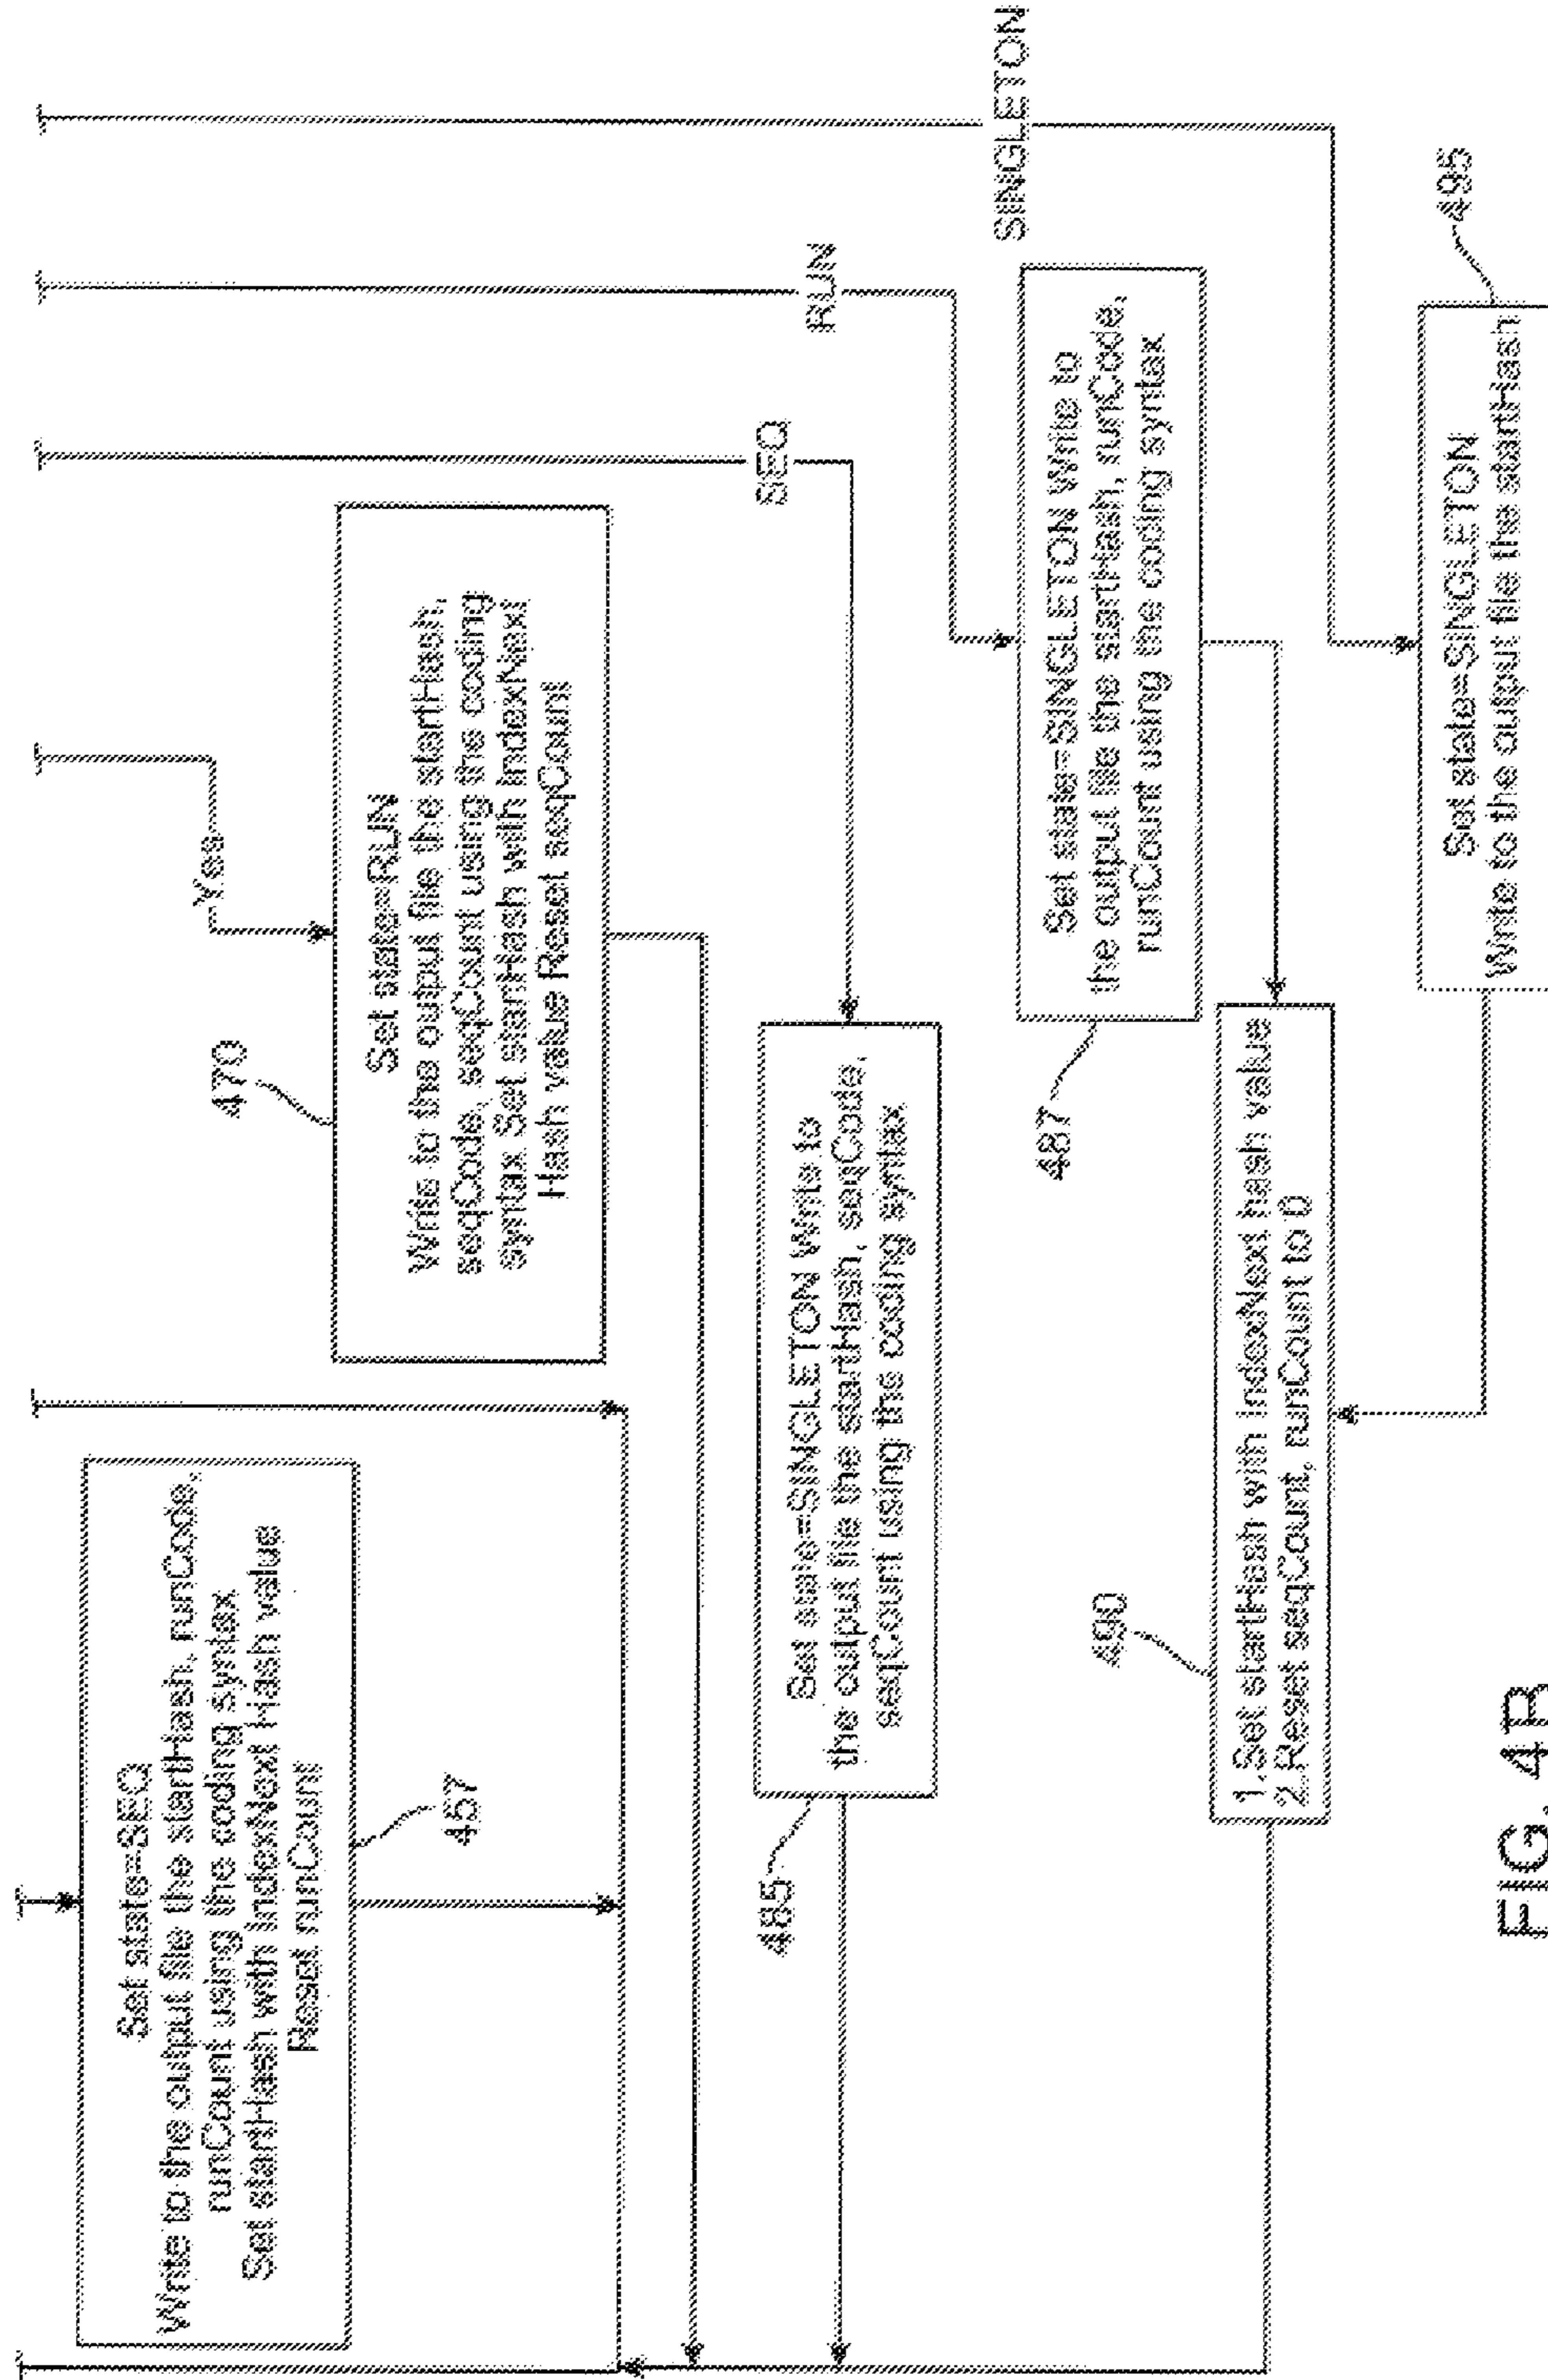 Set state=SEQ
Write to the output file the startHash, runCode,
runCount using the coding syntax
Set startHash with indexNext Hash value
Reset runCount
457
Yes
470
Set state=RUN
Write to the output file the startHash,
seqCode, seqCount using the coding
syntax. Set startHash with IndexNext
Hash value Reset seqCount
SEQ
485
Set state=SINGLETON Write to
the output file the startHash, seqCode,
seqCount using the coding syntax
RUN
487
Set state=SINGLETON Write to
the output file the startHash, runCode,
runCount using the coding syntax
SINGLETON
490
1. Set startHash with IndexNext hash value
2. Reset seqCount, runCount to 0
495
Set state=SINGLETON
Write to the output file the startHash
FIG. 4B